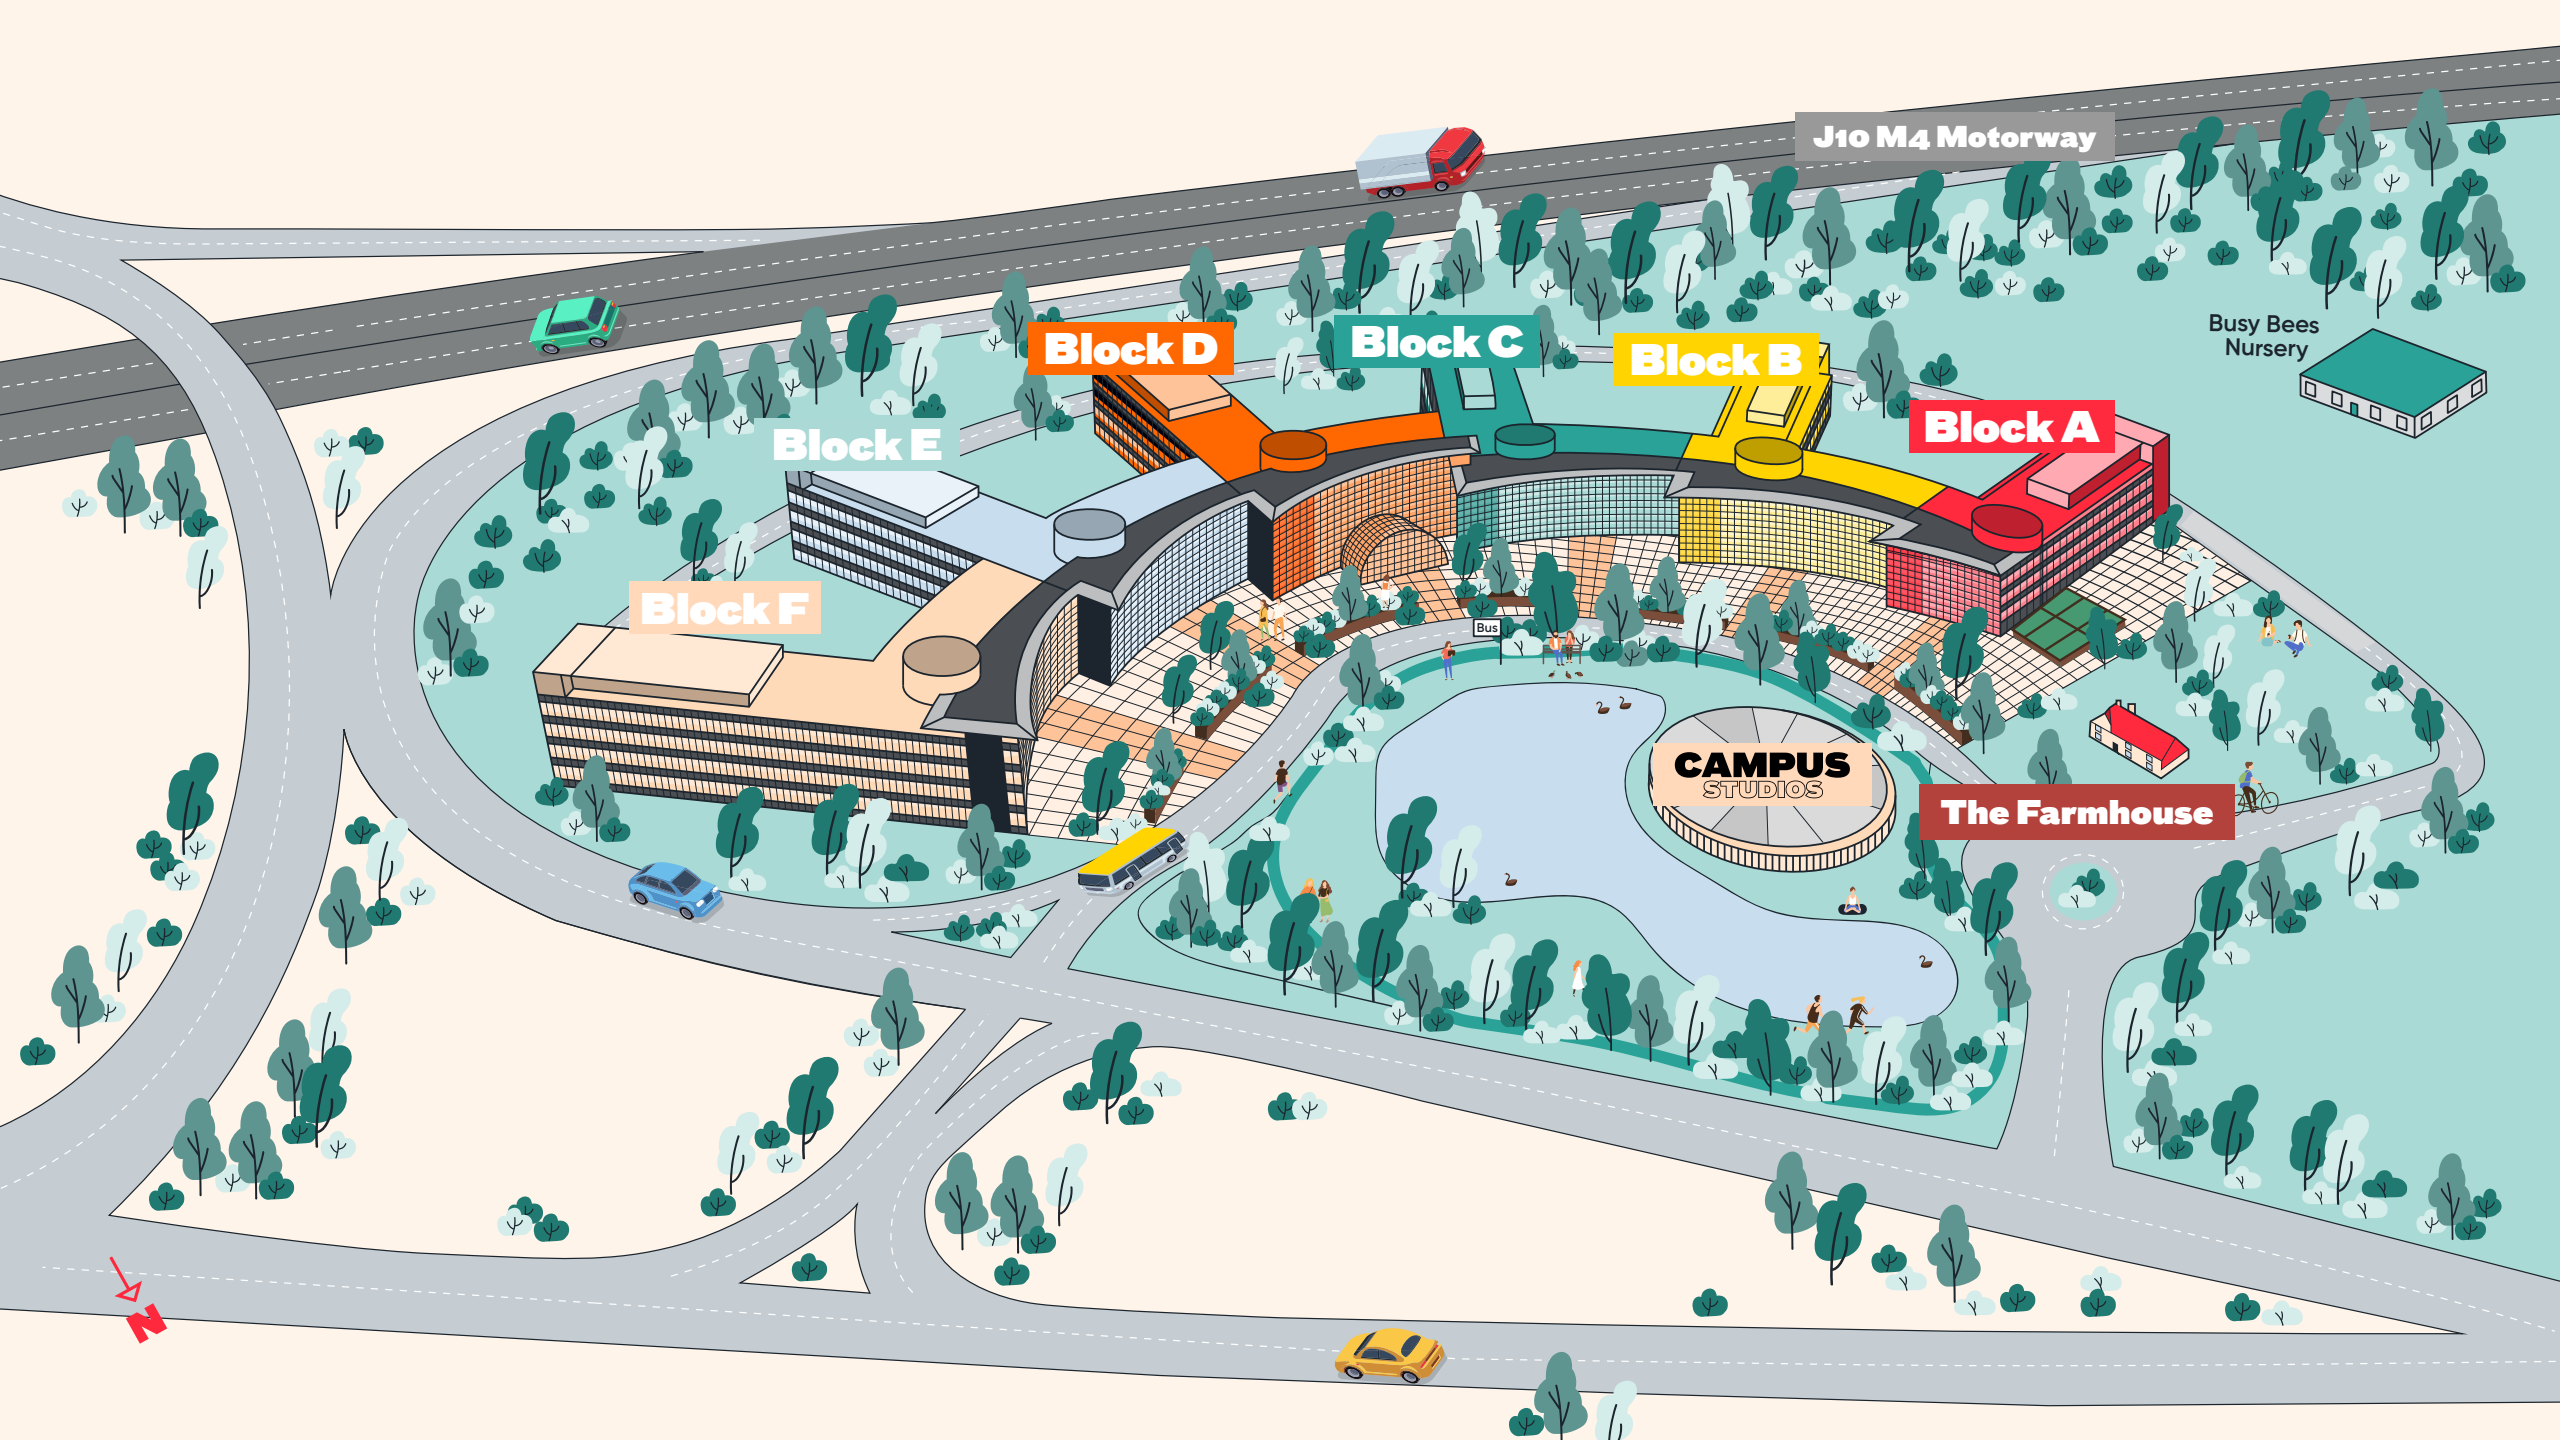 J10 M4 Motorway
Busy Bees
Nursery
Block D
Block C
Block B
Block A
Block E
Block F
Bus
CAMPUS
STUDIOS
The Farmhouse
N